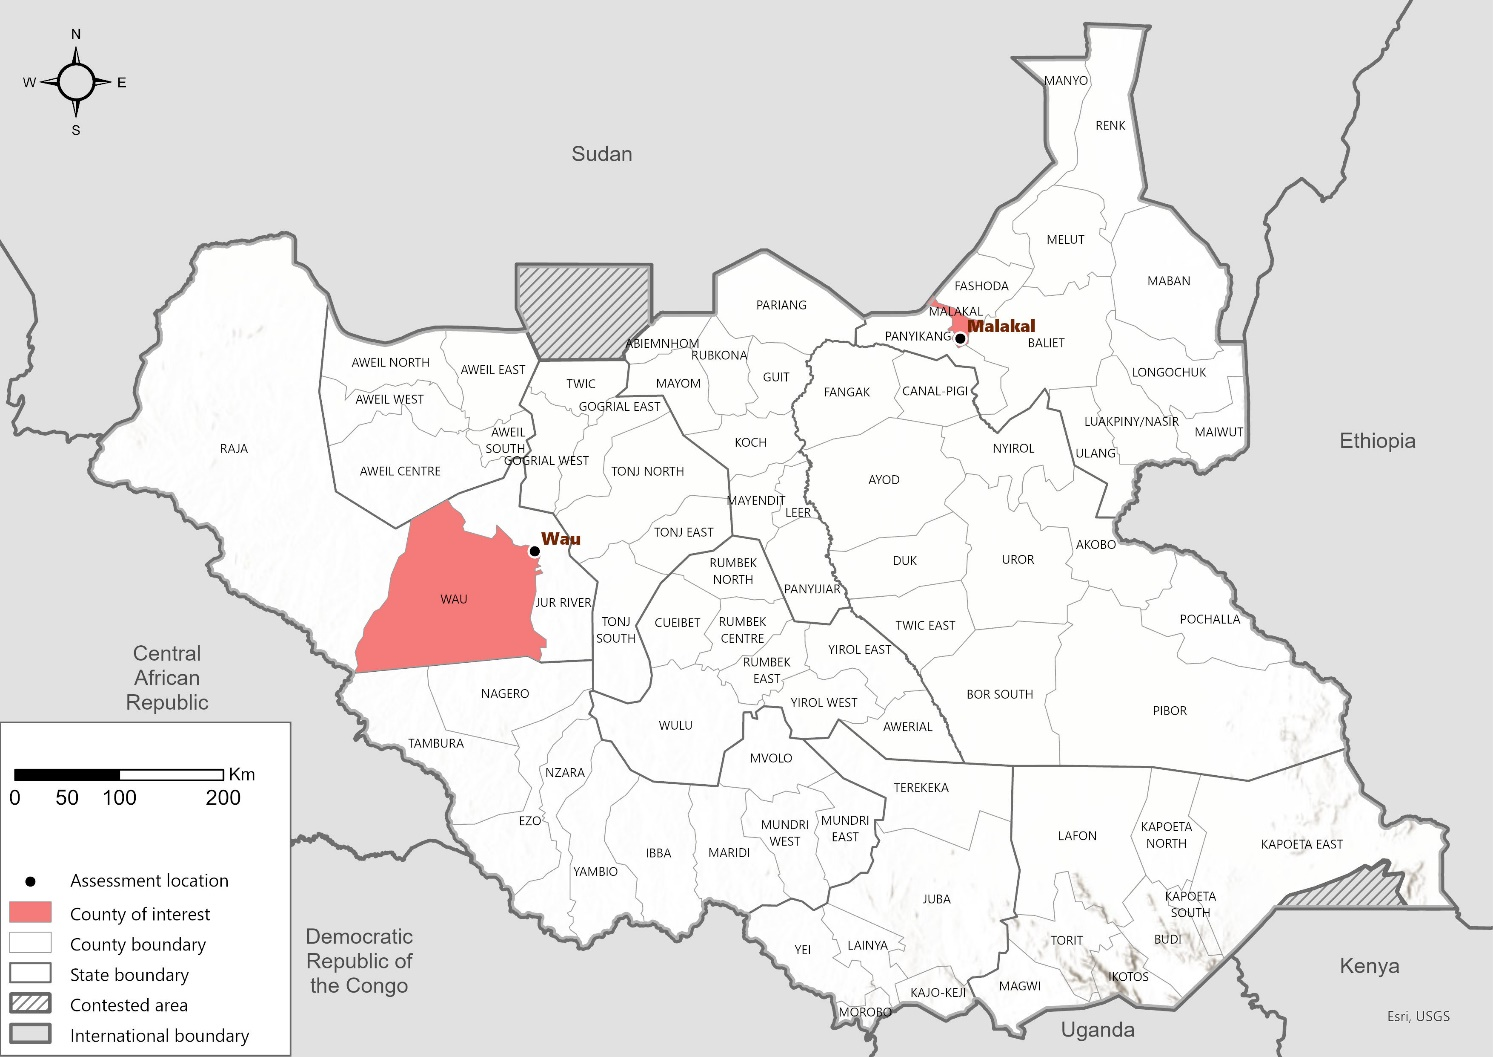 N
W
E
S
Sudan
MANYO
RENK
MELUT
MABAN
FASHODA
MALAKAL
Malakal
PANYIKANG
BALIET
PARIANG
ABIEMNHOM
RUBKONA
AWEIL NORTH
AWEIL EAST
TWIC
MAYOM
GUIT
FANGAK
CANAL-PIGI
LONGOCHUK
AWEIL WEST
GOGRIAL EAST
LUAKPINY/NASIR
MAIWUT
Ethiopia
RAJA
AWEIL
SOUTH
KOCH
NYIROL
ULANG
AWEIL CENTRE
GOGRIAL WEST
TONJ NORTH
AYOD
MAYENDIT
LEER
TONJ EAST
Wau
AKOBO
RUMBEK
NORTH
DUK
UROR
WAU
JUR RIVER
PANYIJIAR
TONJ
SOUTH
CUEIBET
RUMBEK
CENTRE
TWIC EAST
POCHALLA
YIROL EAST
Central
African
Republic
RUMBEK
EAST
NAGERO
YIROL WEST
BOR SOUTH
PIBOR
WULU
AWERIAL
TAMBURA
MVOLO
NZARA
TEREKEKA
EZO
MUNDRI
WEST
MUNDRI
EAST
LAFON
KAPOETA
NORTH
KAPOETA EAST
IBBA
MARIDI
YAMBIO
JUBA
KAPOETA
SOUTH
YEI
LAINYA
TORIT
BUDI
Democratic
Republic of
the Congo
IKOTOS
MAGWI
KAJO-KEJI
MOROBO
Kenya
Uganda
Esri, USGS
Km
0 50 100 200
Assessment location
County of interest
County boundary
State boundary
Contested area
International boundary